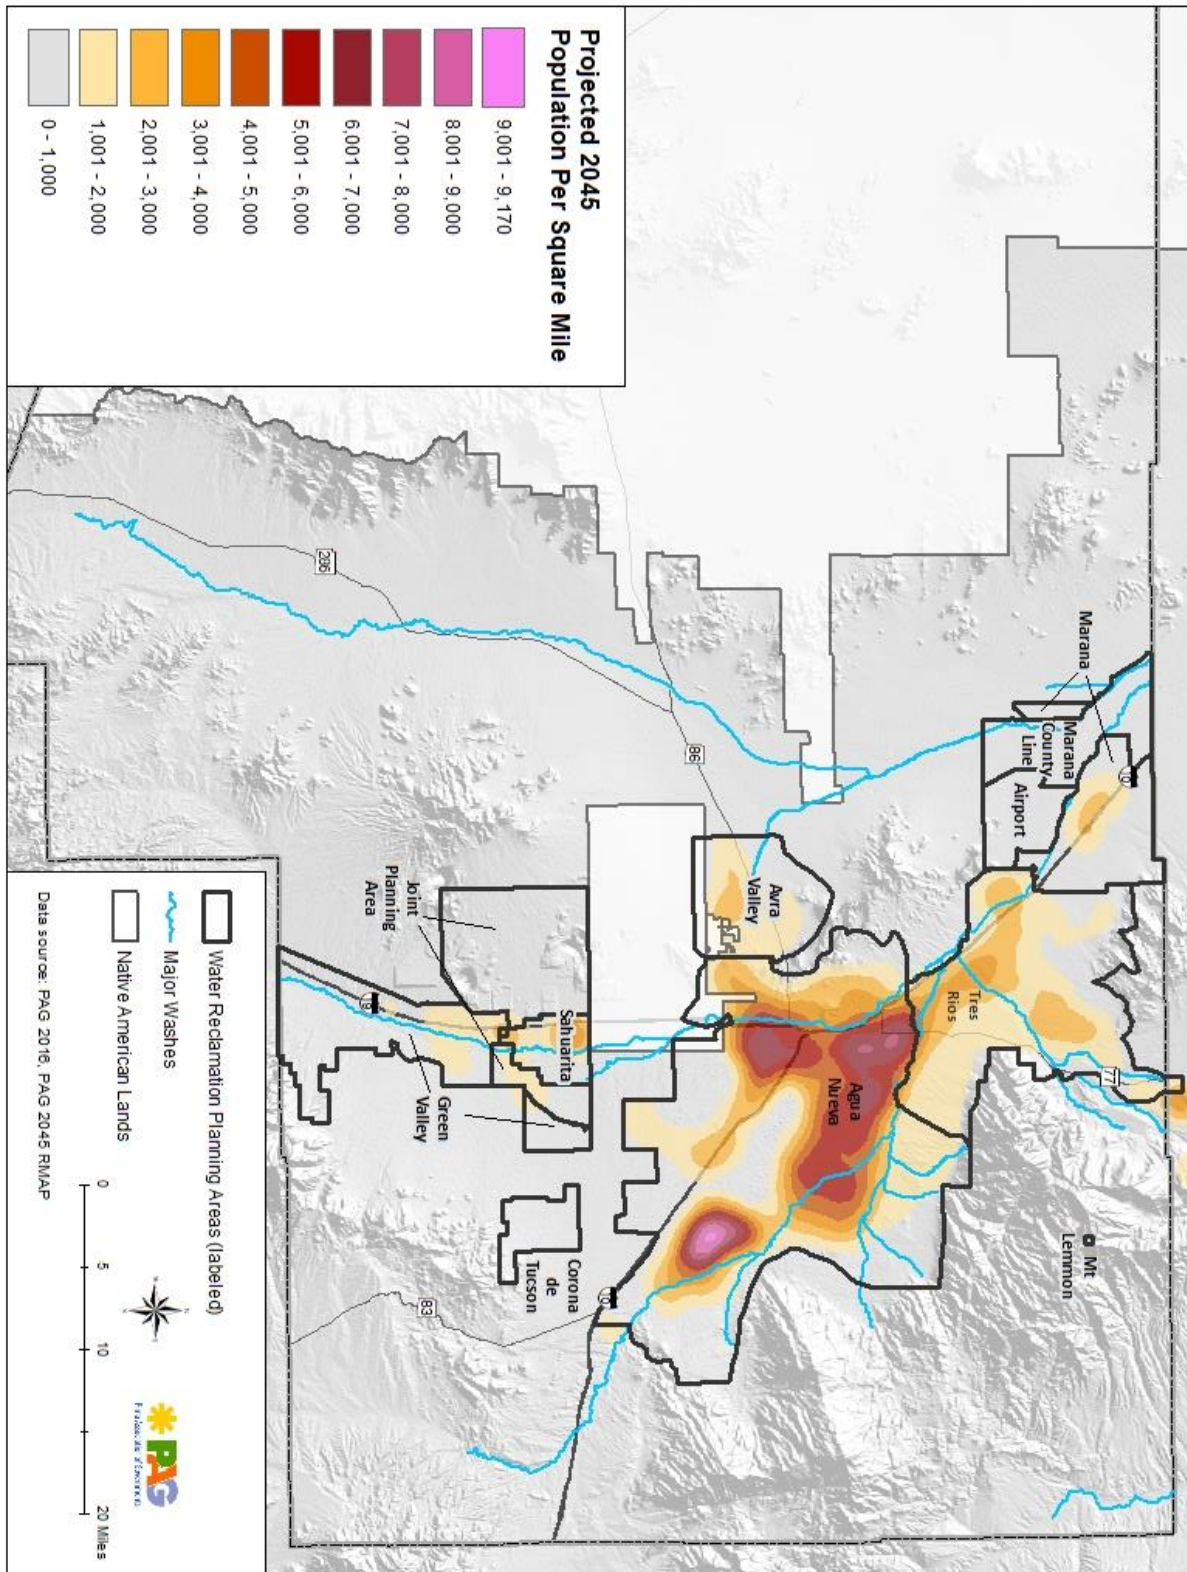 Projected 2045
Population Per Square Mile
9,001 - 9,170
8,001 - 9,000
7,001 - 8,000
6,001 - 7,000
5,001 - 6,000
4,001 - 5,000
3,001 - 4,000
2,001 - 3,000
1,001 - 2,000
0 - 1,000
Marana
10
Marana
County
Line
Airport
Tres
Rios
77
Mt
Lemmon
86
Avra
Valley
Agua
Nueva
286
Joint
Planning
Area
Sahuarita
19
Green
Valley
Corona
de
Tucson
10
83
Water Reclamation Planning Areas (labeled)
Major Washes
Native American Lands
0 5 10 20 Miles
PAG
Data source: PAG 2016, PAG 2045 RMAP